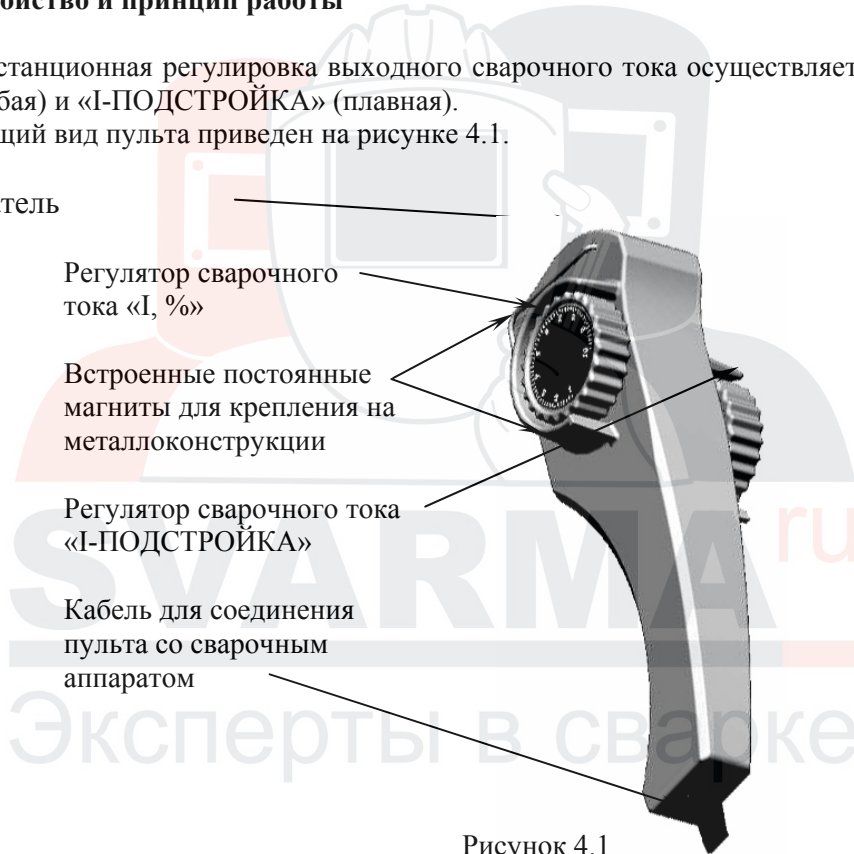 ойство и принцип работы
станционная регулировка выходного сварочного тока осуществляет
бая) и «I-ПОДСТРОЙКА» (плавная).
щий вид пульта приведен на рисунке 4.1.
атель
Регулятор сварочного
тока «I, %»
Встроенные постоянные
магниты для крепления на
металлоконструкции
Регулятор сварочного тока
«I-ПОДСТРОЙКА»
Кабель для соединения
пульта со сварочным
аппаратом
SVARMA.ru
Эксперты в сварке
Рисунок 4.1